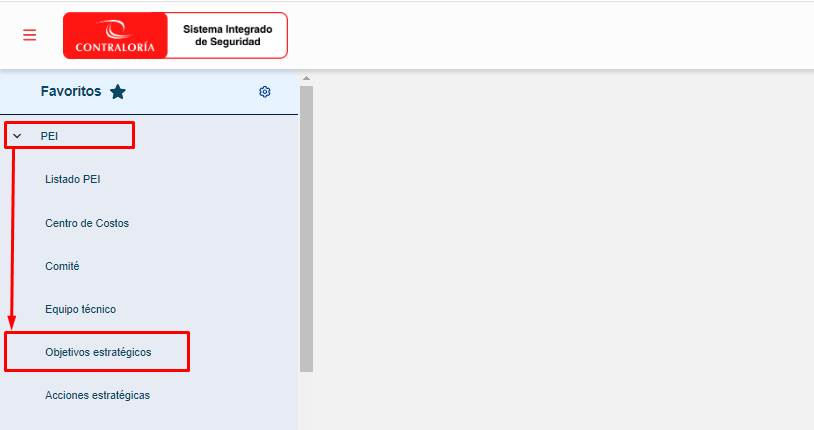 CONTRALORÍA
Sistema Integrado
de Seguridad
Favoritos
PEI
Listado PEI
Centro de Costos
Comité
Equipo técnico
Objetivos estratégicos
Acciones estratégicas